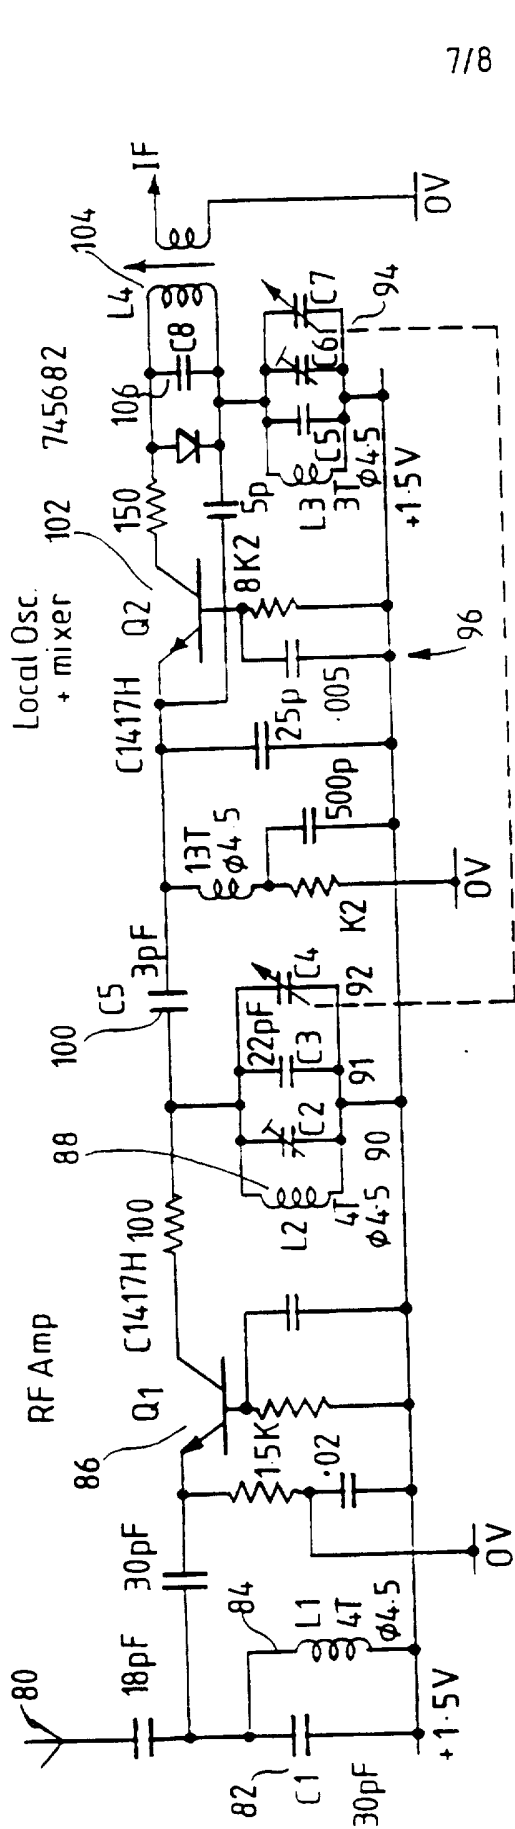 7/8
RF Amp
Local Osc.
+ mixer
745682
80
18pF
30pF
82
C1
30pF
84
L1
4T
φ4.5
+1.5V
86
Q1
C1417H
1.5K
.02
0V
100
88
L2
4T
φ4.5
C2
90
22pF
C3
91
C4
92
100
C5
3pF
13T
φ4.5
500p
K2
0V
C1417H
Q2
102
25p
.005
8K2
96
150
5p
106
C8
L4
104
IF
0V
L3
3T
φ4.5
C5
C6
C7
94
+1.5V